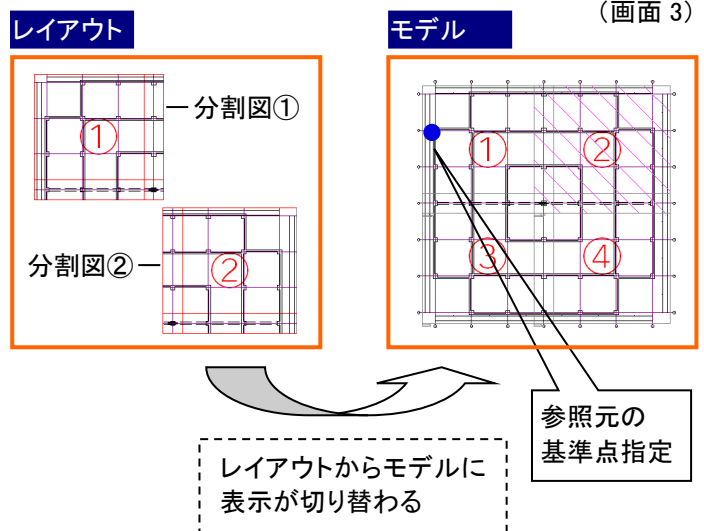 (画面 3)
レイアウト
モデル
分割図①
①
分割図②
②
①
②
③
④
参照元の
基準点指定
レイアウトからモデルに
表示が切り替わる